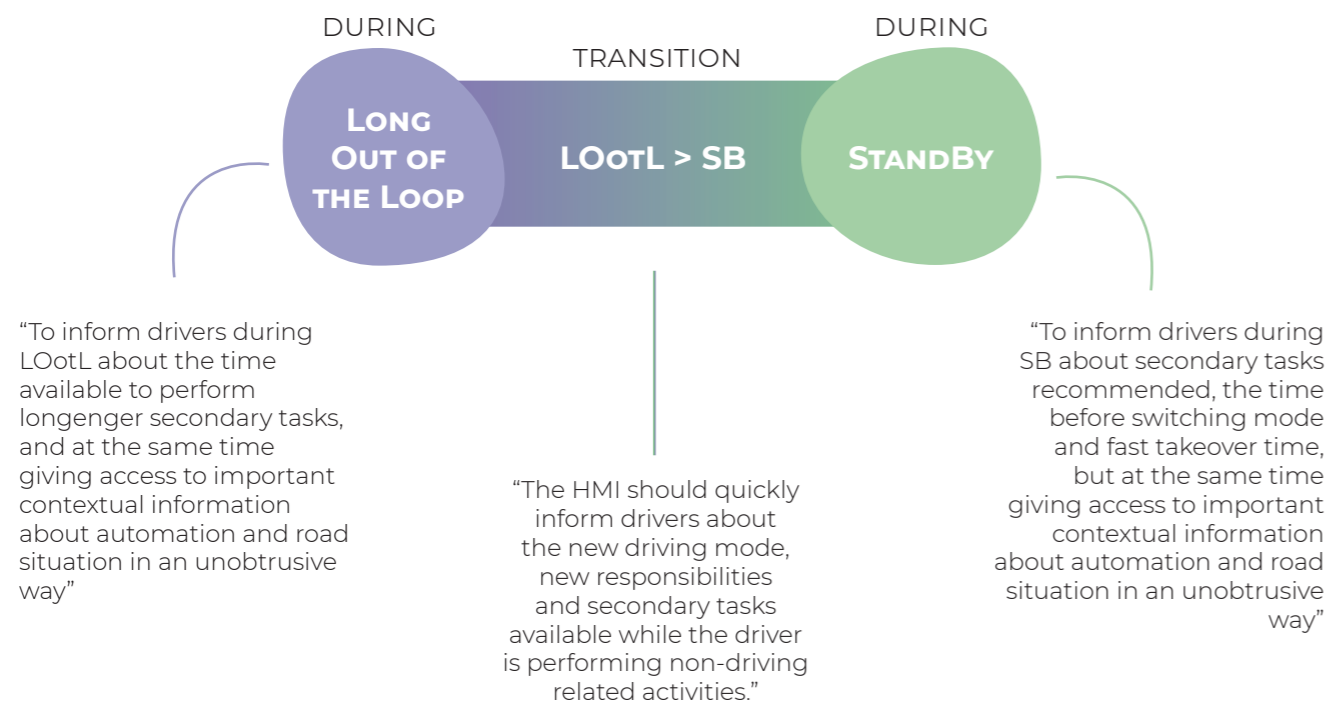 DURING
LONG
OUT OF
THE LOOP
TRANSITION
LOOTL > SB
DURING
STANDBY
“To inform drivers during
LOotL about the time
available to perform
longenger secondary tasks,
and at the same time
giving access to important
contextual information
about automation and road
situation in an unobtrusive
way”
“The HMI should quickly
inform drivers about
the new driving mode,
new responsibilities
and secondary tasks
available while the driver
is performing non-driving
related activities.”
“To inform drivers during
SB about secondary tasks
recommended, the time
before switching mode
and fast takeover time,
but at the same time
giving access to important
contextual information
about automation and road
situation in an unobtrusive
way”